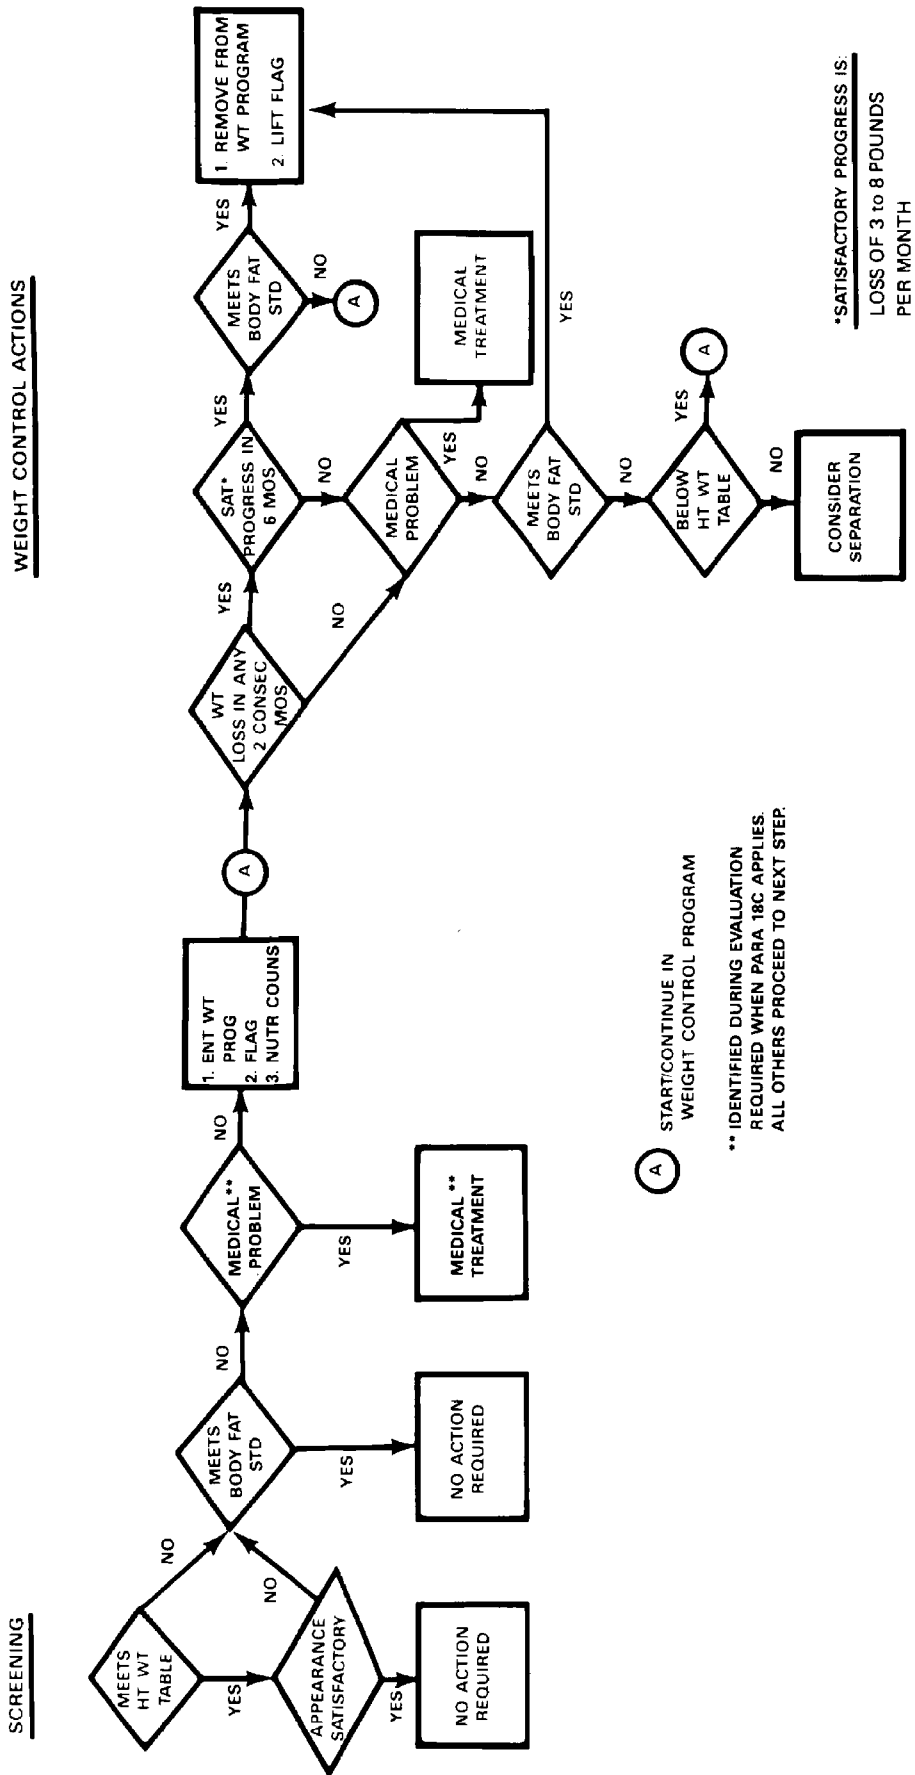 SCREENING
WEIGHT CONTROL ACTIONS
MEETS
HT WT
TABLE
NO
YES
APPEARANCE
SATISFACTORY
NO
YES
NO ACTION
REQUIRED
MEETS
BODY FAT
STD
NO
YES
NO ACTION
REQUIRED
MEDICAL**
PROBLEM
NO
YES
MEDICAL**
TREATMENT
1. ENT WT
PROG
2. FLAG
3. NUTR COUNS
A
WT
LOSS IN ANY
2 CONSEC
MOS
YES
NO
SAT*
PROGRESS IN
6 MOS
YES
NO
MEETS
BODY FAT
STD
YES
NO
A
1. REMOVE FROM
WT PROGRAM
2. LIFT FLAG
MEDICAL
PROBLEM
YES
NO
MEDICAL
TREATMENT
MEETS
BODY FAT
STD
YES
NO
BELOW
HT WT
TABLE
YES
A
NO
CONSIDER
SEPARATION
A
START/CONTINUE IN
WEIGHT CONTROL PROGRAM
** IDENTIFIED DURING EVALUATION
REQUIRED WHEN PARA 18C APPLIES.
ALL OTHERS PROCEED TO NEXT STEP.
*SATISFACTORY PROGRESS IS:
LOSS OF 3 to 8 POUNDS
PER MONTH